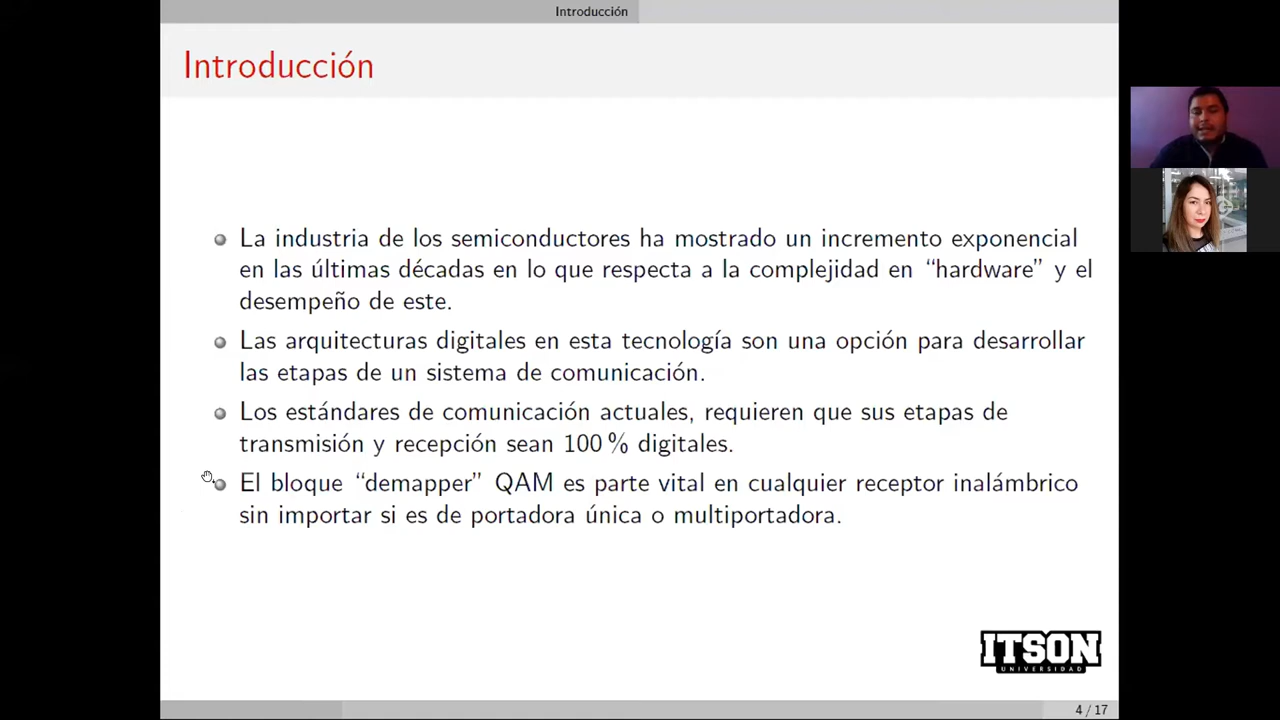 Introducción
Introducción
La industria de los semiconductores ha mostrado un incremento exponencial
en las últimas décadas en lo que respecta a la complejidad en “hardware” y el
desempeño de este.
Las arquitecturas digitales en esta tecnología son una opción para desarrollar
las etapas de un sistema de comunicación.
Los estándares de comunicación actuales, requieren que sus etapas de
transmisión y recepción sean 100 % digitales.
El bloque “demapper” QAM es parte vital en cualquier receptor inalámbrico
sin importar si es de portadora única o multiportadora.
ITSON
UNIVERSIDAD
4 / 17